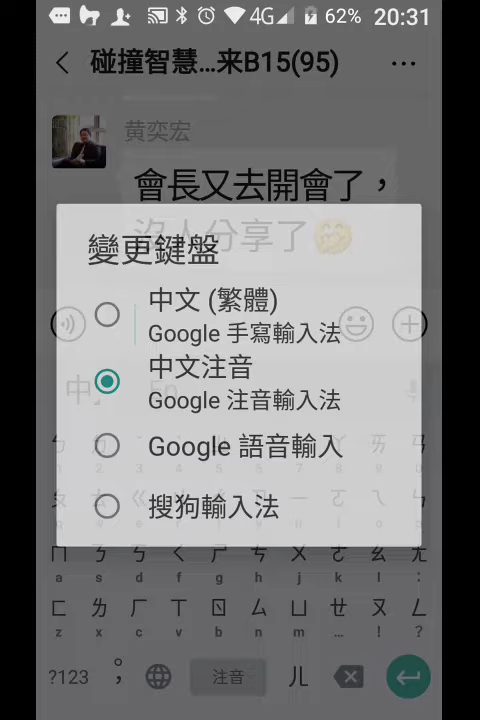 4G 62% 20:31
碰撞智慧…来B15(95)
黄奕宏
會長又去開會了，
沒人分享了
變更鍵盤
中文 (繁體)
Google 手寫輸入法
中文注音
Google 注音輸入法
Google 語音輸入
搜狗輸入法
ㄇ ㄋ ㄎ ㄑ ㄕ ㄘ ㄨ ㄜ ㄠ ㄤ
a s d f g h j k l :
ㄈ ㄌ ㄏ ㄒ ㄖ ㄙ ㄩ ㄝ ㄡ ㄥ
z x c v b n m … ! ?
?123 ，。 注音 ㄦ